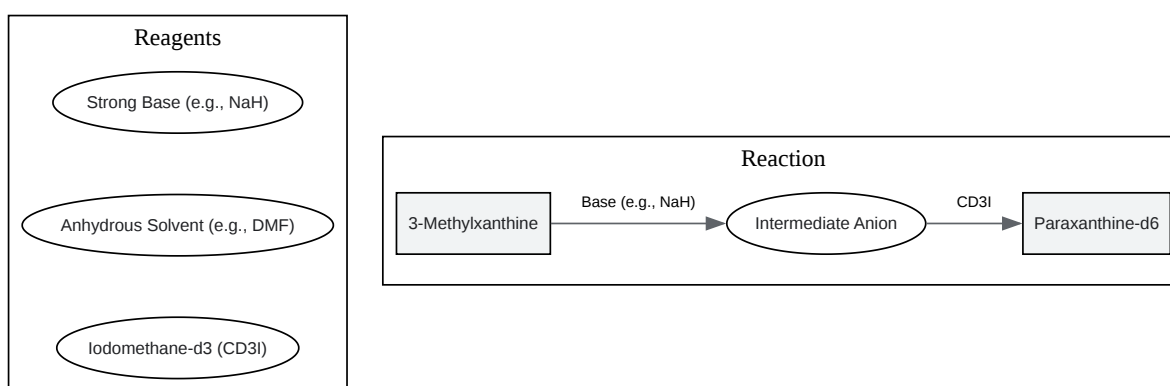 Reagents
Strong Base (e.g., NaH)
Anhydrous Solvent (e.g., DMF)
Iodomethane-d3 (CD3I)
Reaction
3-Methylxanthine
Base (e.g., NaH)
Intermediate Anion
CD3I
Paraxanthine-d6